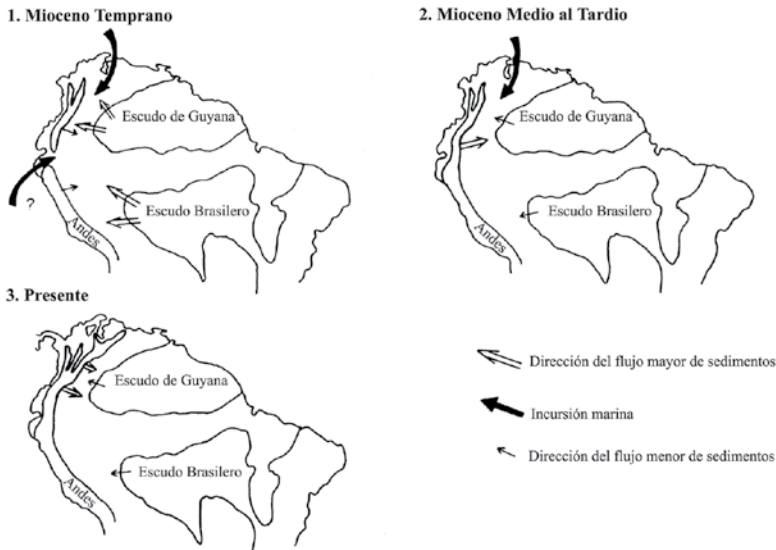 1. Mioceno Temprano
Escudo de Guyana
Escudo Brasilero
?
Andes
2. Mioceno Medio al Tardio
Escudo de Guyana
Escudo Brasilero
Andes
3. Presente
Escudo de Guyana
Escudo Brasilero
Andes
Dirección del flujo mayor de sedimentos
Incursión marina
Dirección del flujo menor de sedimentos